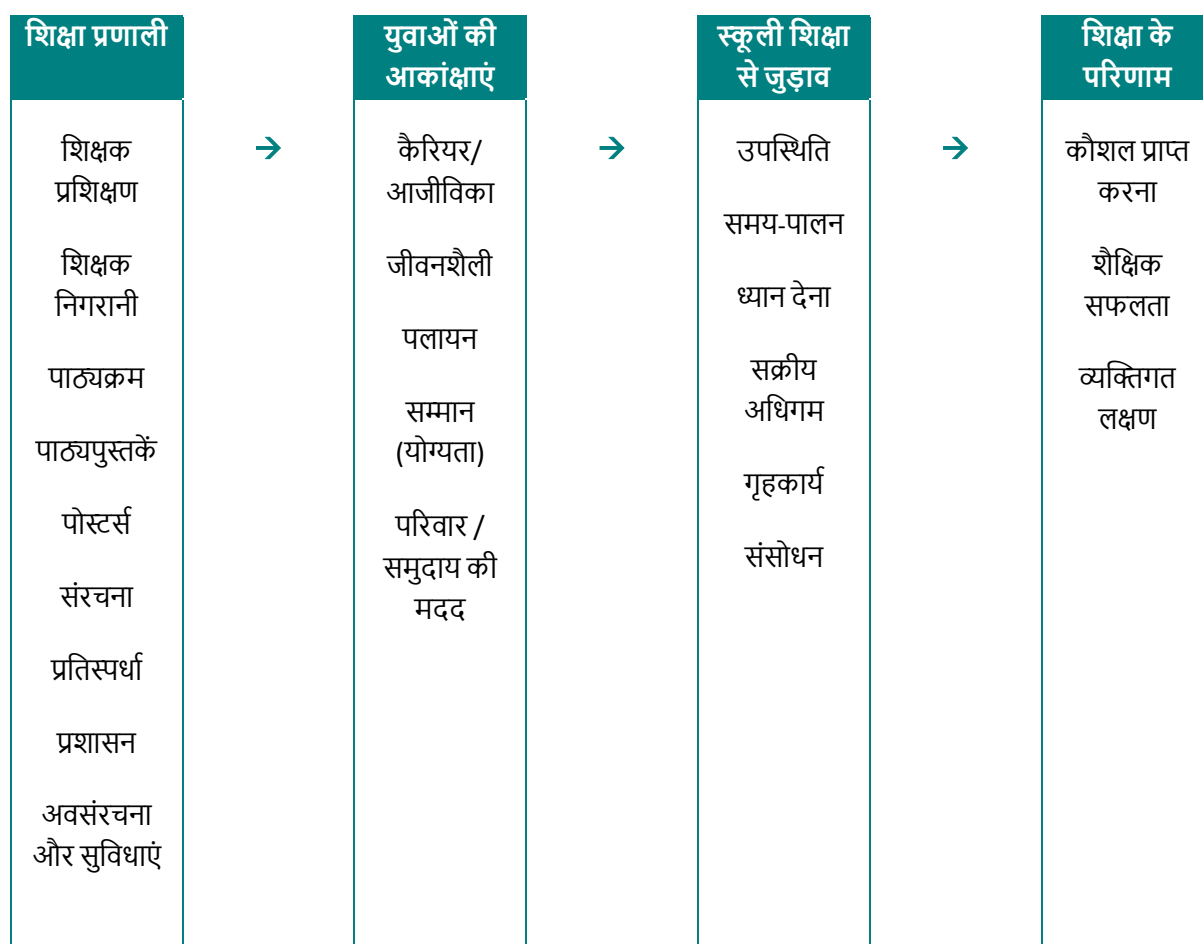 शिक्षा प्रणाली
शिक्षक
प्रशिक्षण
शिक्षक
निगरानी
पाठ्यक्रम
पाठ्यपुस्तकें
पोस्टर्स
संरचना
प्रतिस्पर्धा
प्रशासन
अवसंरचना
और सुविधाएं
→
युवाओं की
आकांक्षाएं
कैरियर/
आजीविका
जीवनशैली
पलायन
सम्मान
(योग्यता)
परिवार /
समुदाय की
मदद
→
स्कूली शिक्षा
से जुड़ाव
उपस्थिति
समय-पालन
ध्यान देना
सक्रीय
अधिगम
गृहकार्य
संसोधन
→
शिक्षा के
परिणाम
कौशल प्राप्त
करना
शैक्षिक
सफलता
व्यक्तिगत
लक्षण